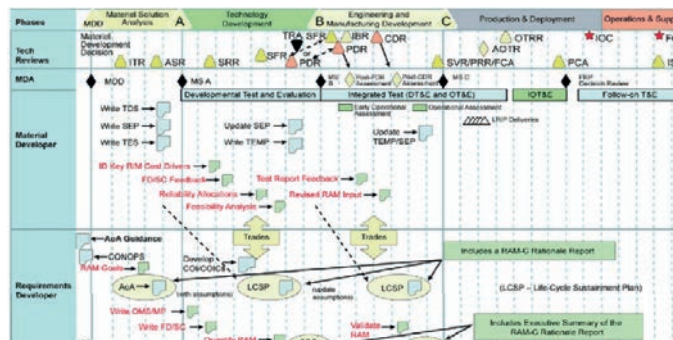 Phases
MDD
Materiel Solution Analysis
A
Technology Development
B
Engineering and Manufacturing Development
C
Production & Deployment
Operations & Supp
Tech Reviews
Material Development Decision
ITR
ASR
SRR
SFR
TRA
or
SFR
PDR
IBR
PDR
CDR
SVR/PRR/FCA
OTRR
AOTR
PCA
IOC
MDA
MDD
MS A
MS B
Post-PDR Assessment
Post-CDR Assessment
MS C
FRP Decision Review
Developmental Test and Evaluation
Integrated Test (DT&E and OT&E)
IOT&E
Follow-on T&E
Early Operational Assessment
Operational Assessment
LRIP Deliveries
Material Developer
Write TDS
Write SEP
Write TES
Update SEP
Write TEMP
Update TEMP/SEP
ID Key R/M Cost Drivers
FD/SC Feedback
Reliability Allocations
Feasibility Analysis
Test Report Feedback
Revised RAM Input
Trades
Trades
Requirements Developer
AoA Guidance
CONOPS
RAM Goals
AoA
(with assumptions)
Develop COI/COICs
LCSP
(update assumptions)
LCSP
Includes a RAM-C Rationale Report
(LCSP – Life-Cycle Sustainment Plan)
Write OMS/MP
Write FD/SC
Validate RAM
Includes Executive Summary of the RAM-C Rationale Report